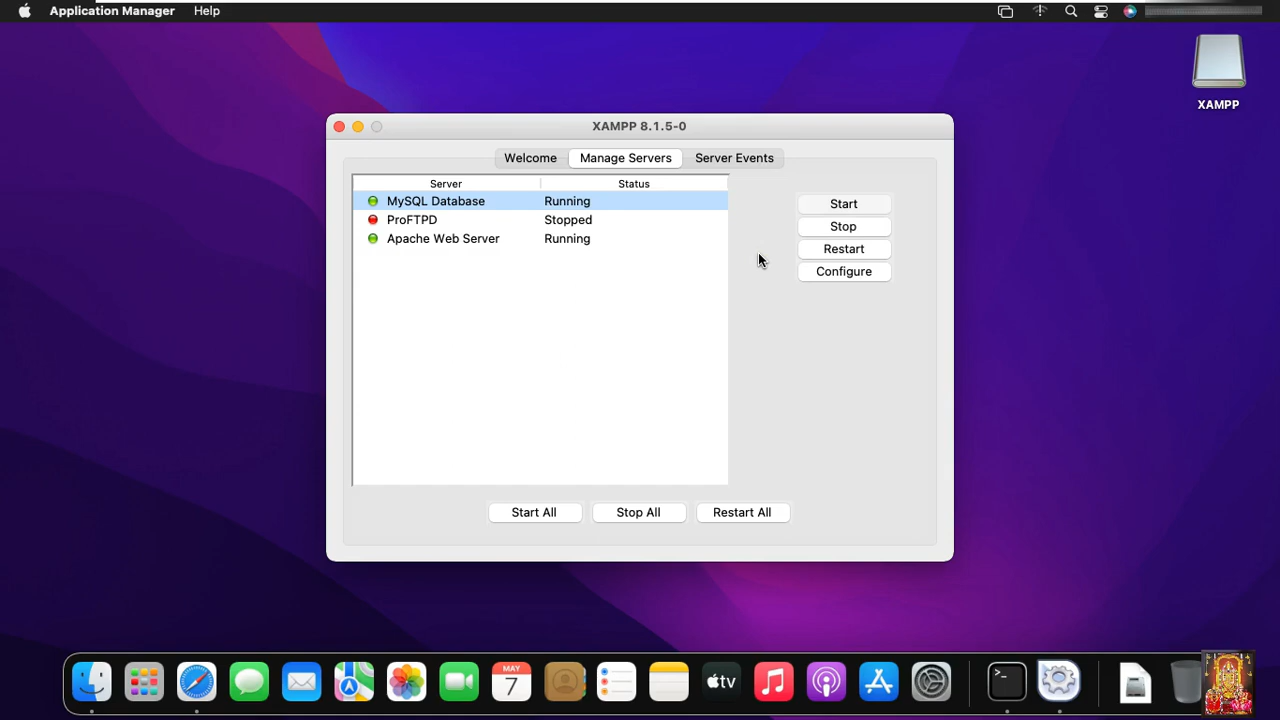 Application Manager Help
XAMPP
XAMPP 8.1.5-0
Welcome Manage Servers Server Events
Server Status
MySQL Database Running
ProFTPD Stopped
Apache Web Server Running
Start
Stop
Restart
Configure
Start All Stop All Restart All
MAY
7
tv